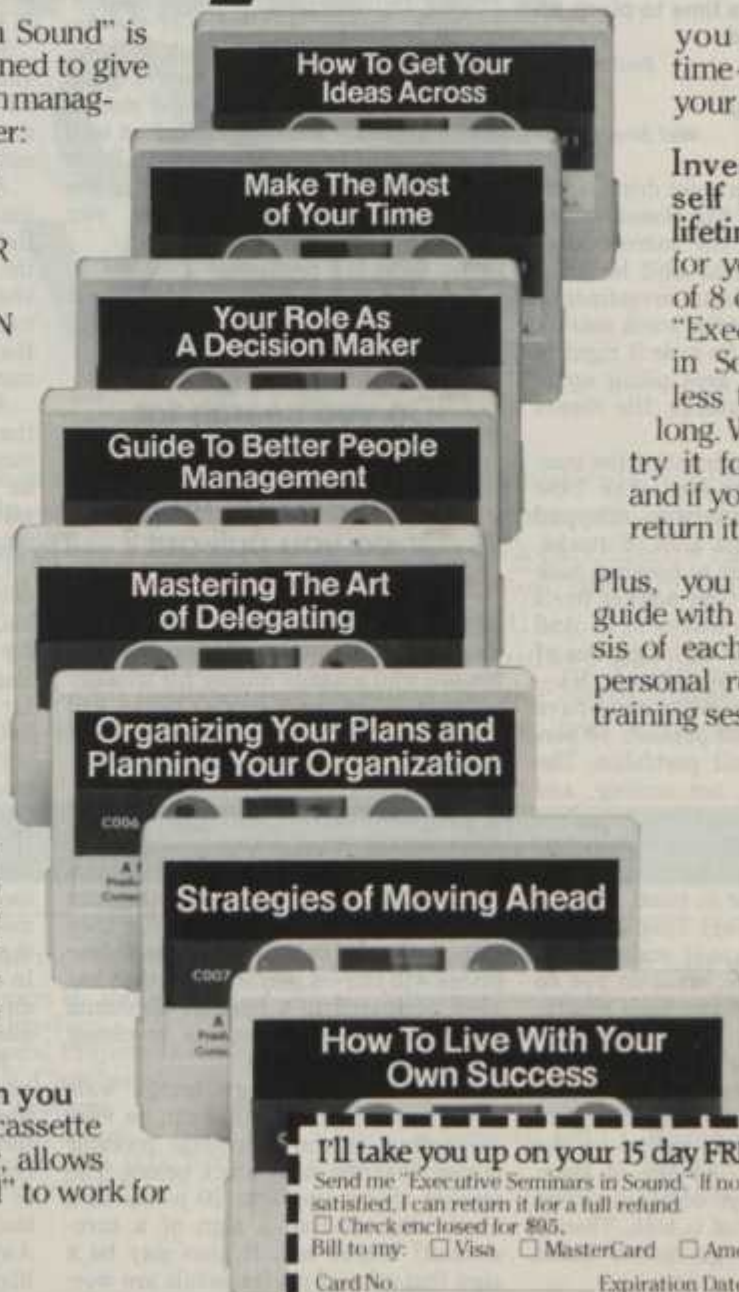 n Sound" is
ned to give
manag-
er:
R
N
n you
cassette
, allows
" to work for
How To Get Your
Ideas Across
Make The Most
of Your Time
Your Role As
A Decision Maker
Guide To Better People
Management
Mastering The Art
of Delegating
Organizing Your Plans and
Planning Your Organization
C006
Strategies of Moving Ahead
C007
How To Live With Your
Own Success
you
time-
your
Inve
self
lifetin
for yo
of 8 c
"Exec
in So
less t
long. W
try it fo
and if yo
return it
Plus, you
guide with
sis of each
personal re
training ses
I'll take you up on your 15 day FR
Send me "Executive Seminars in Sound." If no
satisfied, I can return it for a full refund.
☐ Check enclosed for $95.
Bill to my: ☐ Visa ☐ MasterCard ☐ Ame
Card No. Expiration Date